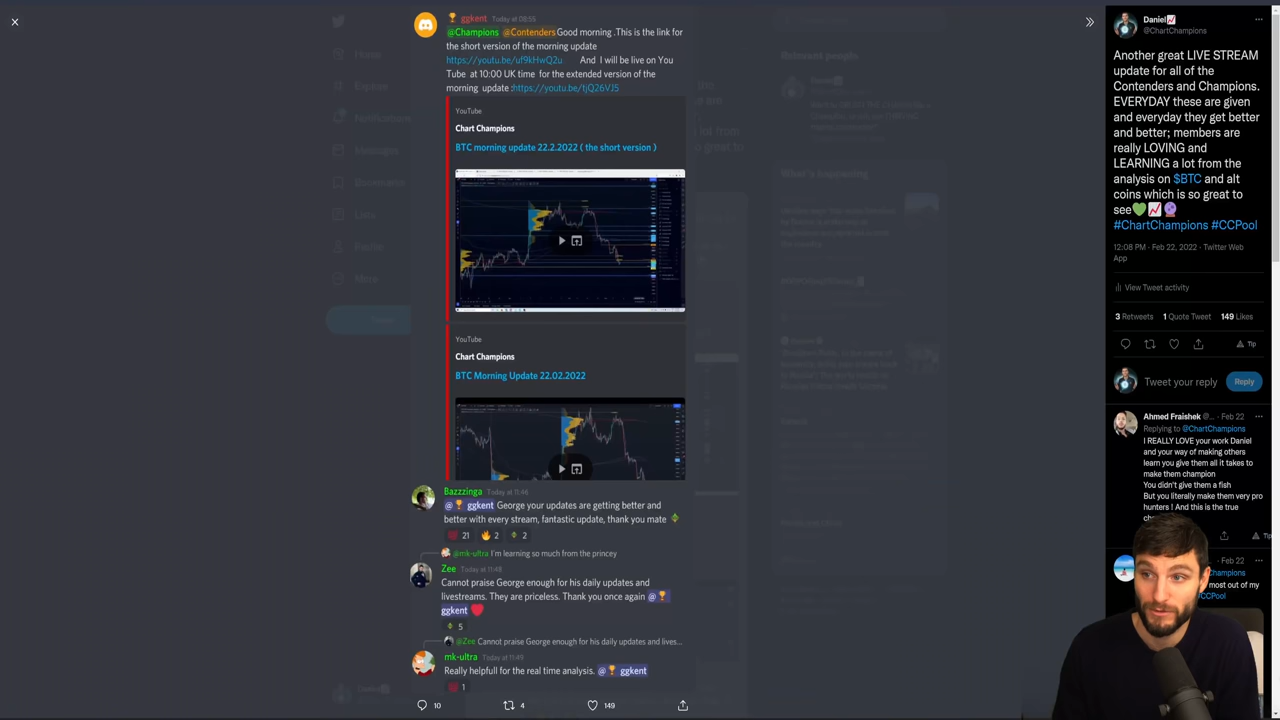 ggkent Today at 08:55
@Champions @Contenders Good morning .This is the link for
the short version of the morning update
https://youtu.be/uf9kHwQ2u And I will be live on You
Tube at 10:00 UK time for the extended version of the
morning update :https://youtu.be/tjQ26VJ5
YouTube
Chart Champions
BTC morning update 22.2.2022 ( the short version )
YouTube
Chart Champions
BTC Morning Update 22.02.2022
Bazzzinga Today at 11:46
@ ggkent George your updates are getting better and
better with every stream, fantastic update, thank you mate
21 2 2
@mk-ultra I'm learning so much from the princey
Zee Today at 11:48
Cannot praise George enough for his daily updates and
livestreams. They are priceless. Thank you once again @
ggkent
5
@Zee Cannot praise George enough for his daily updates and lives...
mk-ultra Today at 11:49
Really helpfull for the real time analysis. @ ggkent
1
10 4 149
Home
Explore
Notifications
Messages
Lists
More
Daniel
Daniel
@ChartChampions
Another great LIVE STREAM
update for all of the
Contenders and Champions.
EVERYDAY these are given
and everyday they get better
and better; members are
really LOVING and
LEARNING a lot from the
analysis on $BTC and alt
coins which is so great to
see
#ChartChampions #CCPool
12:08 PM · Feb 22, 2022 · Twitter Web
App
View Tweet activity
3 Retweets 1 Quote Tweet 149 Likes
Tip
Tweet your reply Reply
Ahmed Fraishek @... · Feb 22
Replying to @ChartChampions
I REALLY LOVE your work Daniel
and your way of making others
learn you give them all it takes to
make them champion
You didn't give them a fish
But you literally make them very pro
hunters ! And this is the true
Tip
· Feb 22
Champions
most out of my
CCPool